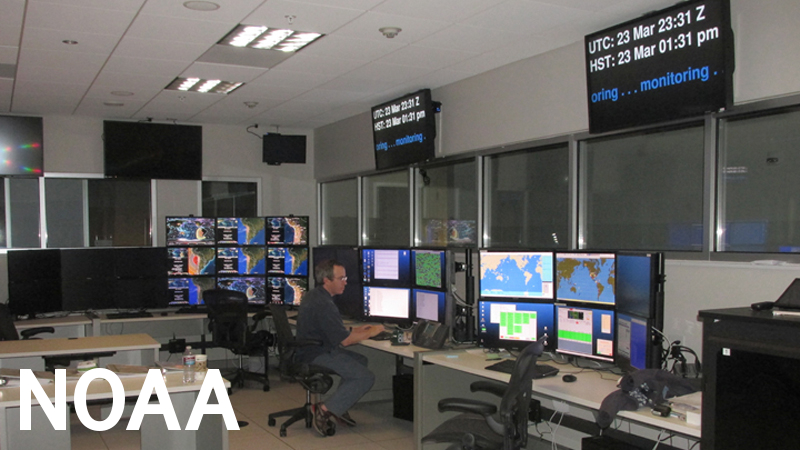 UTC: 23 Mar 23:31 Z
HST: 23 Mar 01:31 pm
oring . . . monitoring .
UTC: 23 Mar 23:31 Z
HST: 23 Mar 01:31 pm
oring . . . monitoring .
NOAA